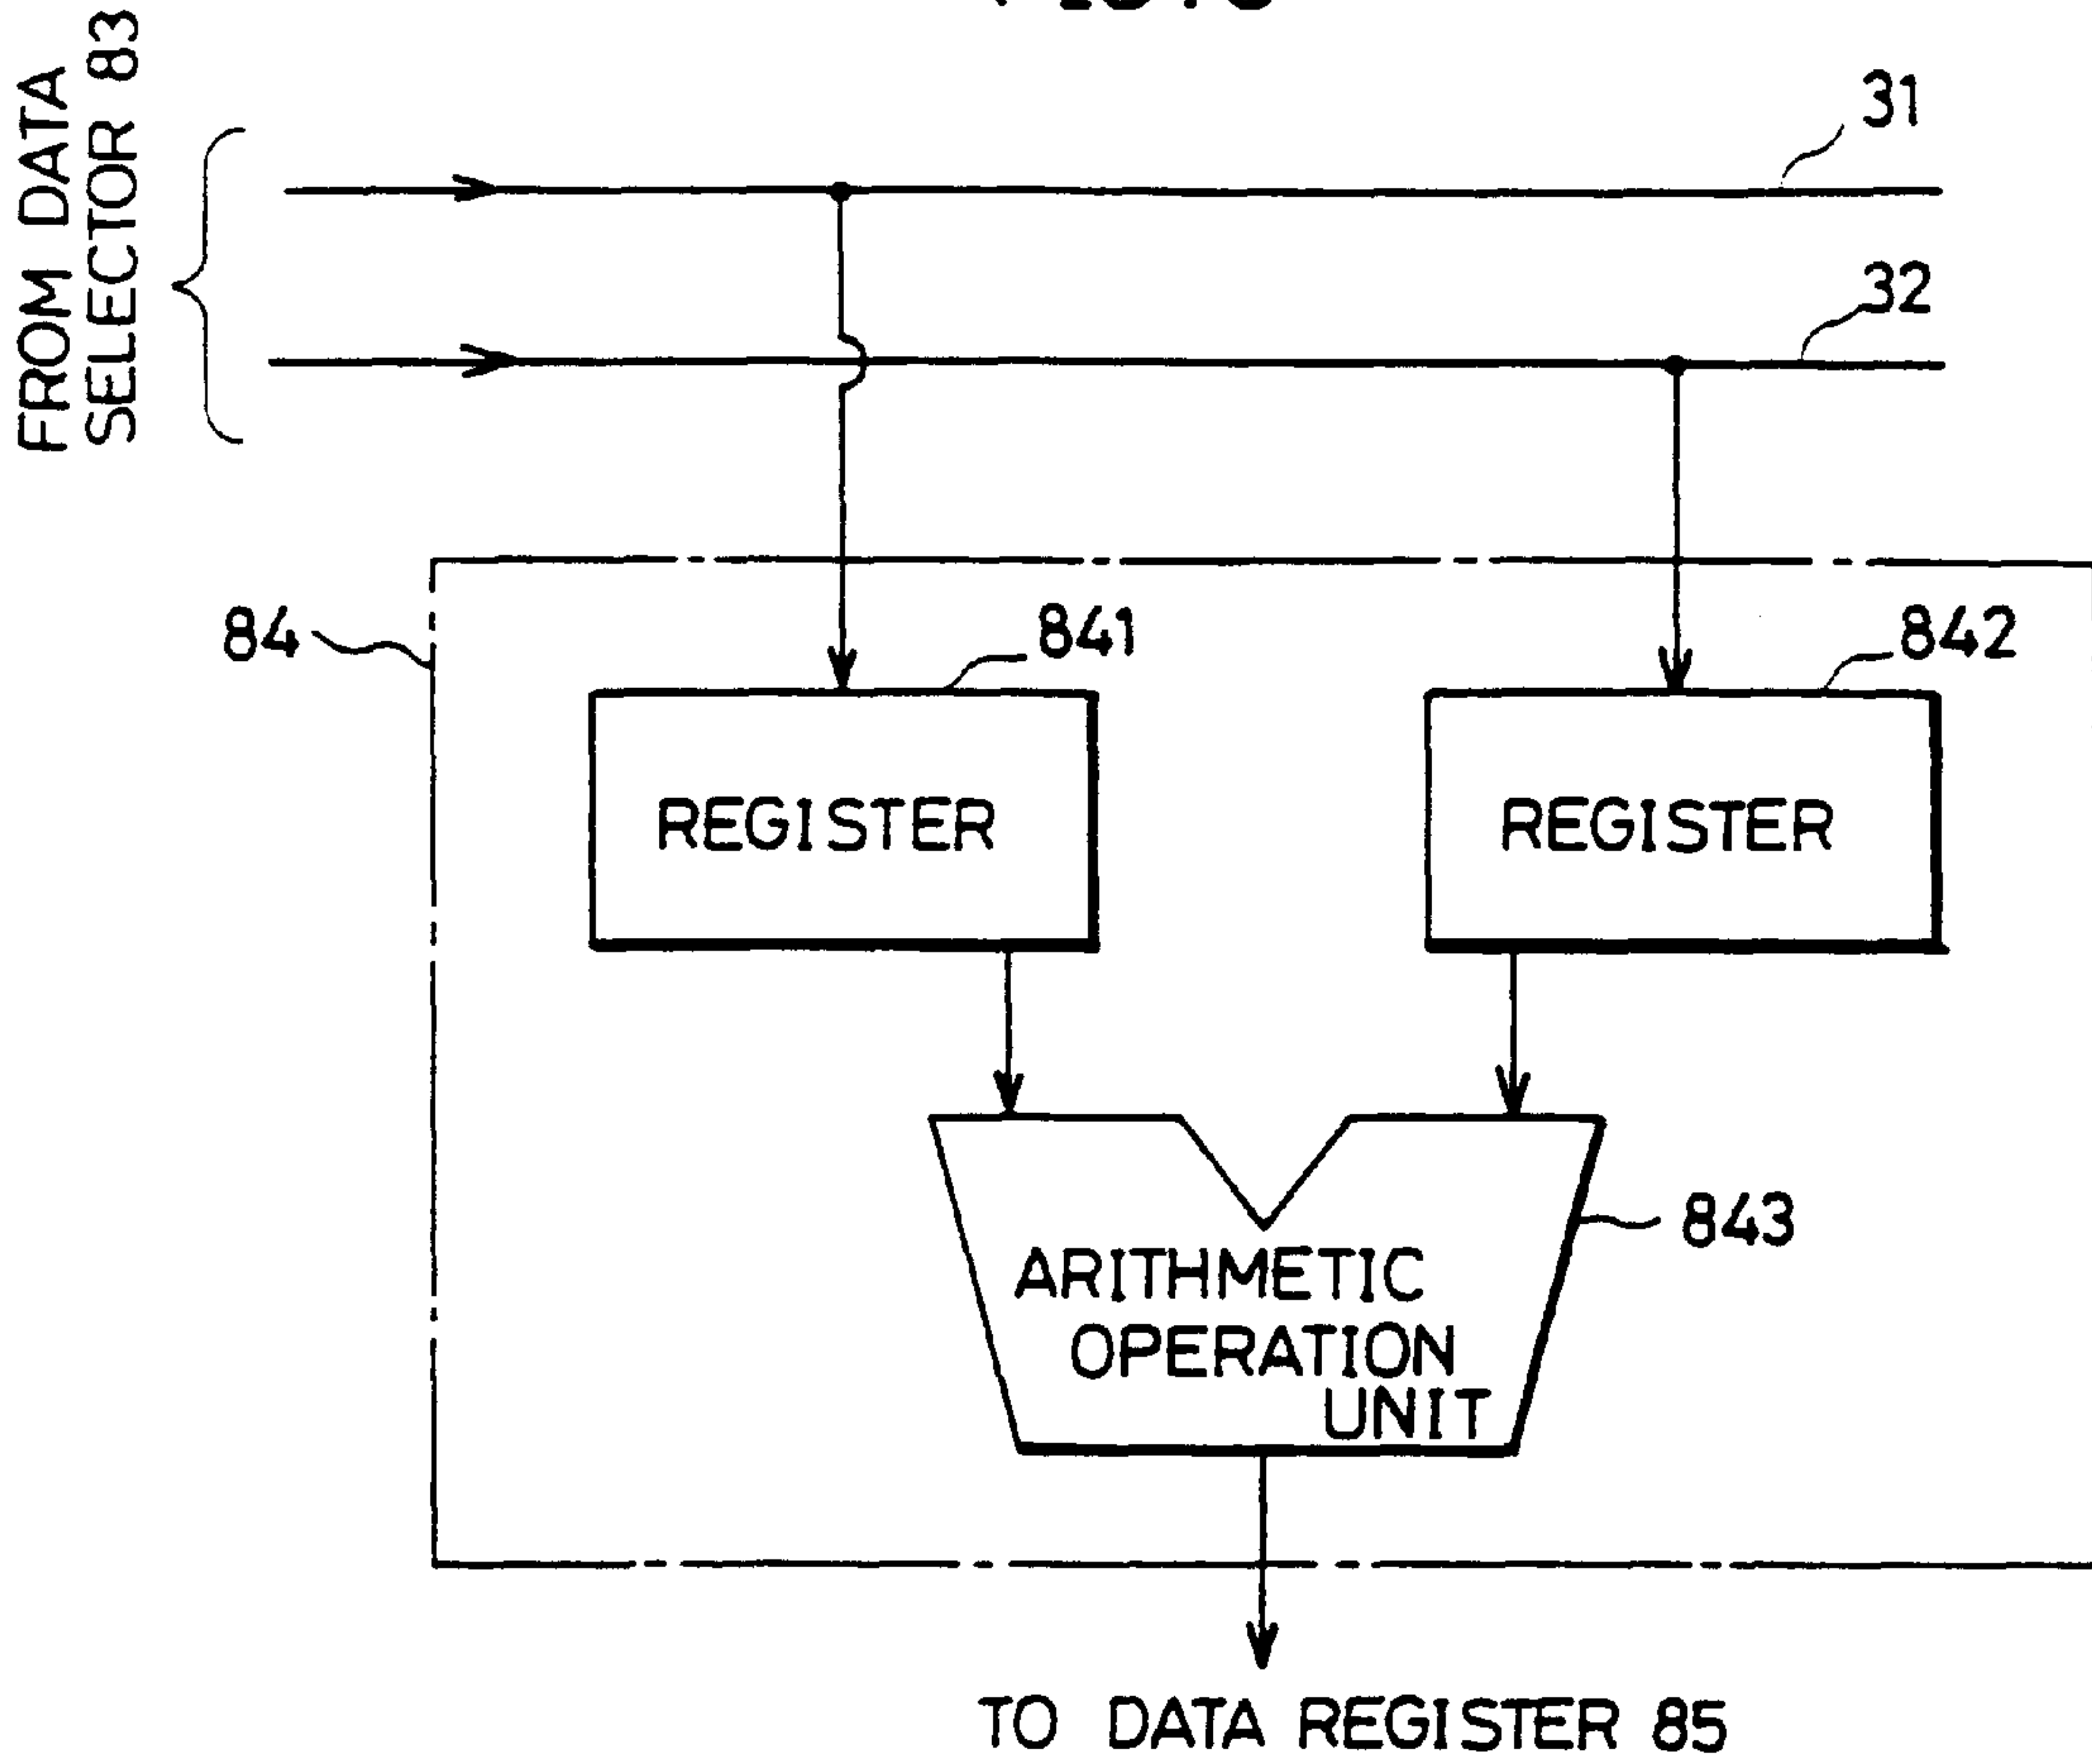 FROM DATA
SELECTOR 83
31
32
84
841
842
REGISTER
REGISTER
843
ARITHMETIC
OPERATION
UNIT
TO DATA REGISTER 85